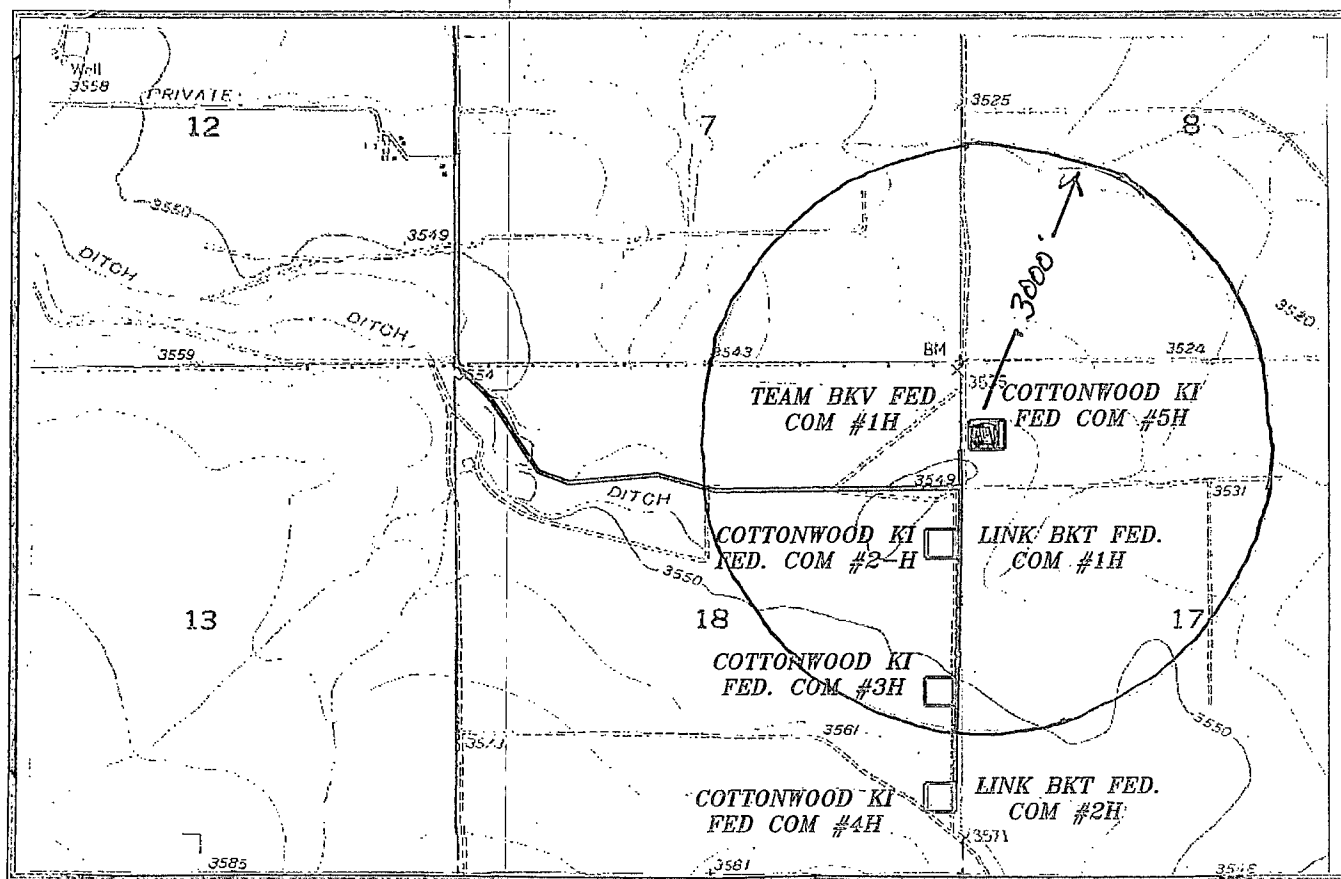 Well
3558
PRIVATE
12
7
8
3525
3550
3549
DITCH
DITCH
3520
3559
3554
3543
BM
3524
TEAM BKV FED
COM #1H
COTTONWOOD KI
FED COM #5H
3000'
3549
3531
DITCH
COTTONWOOD KI
FED. COM #2-H
LINK BKT FED.
COM #1H
3550
13
18
17
COTTONWOOD KI
FED. COM #3H
3561
3550
COTTONWOOD KI
FED COM #4H
LINK BKT FED.
COM #2H
3571
3585
3581